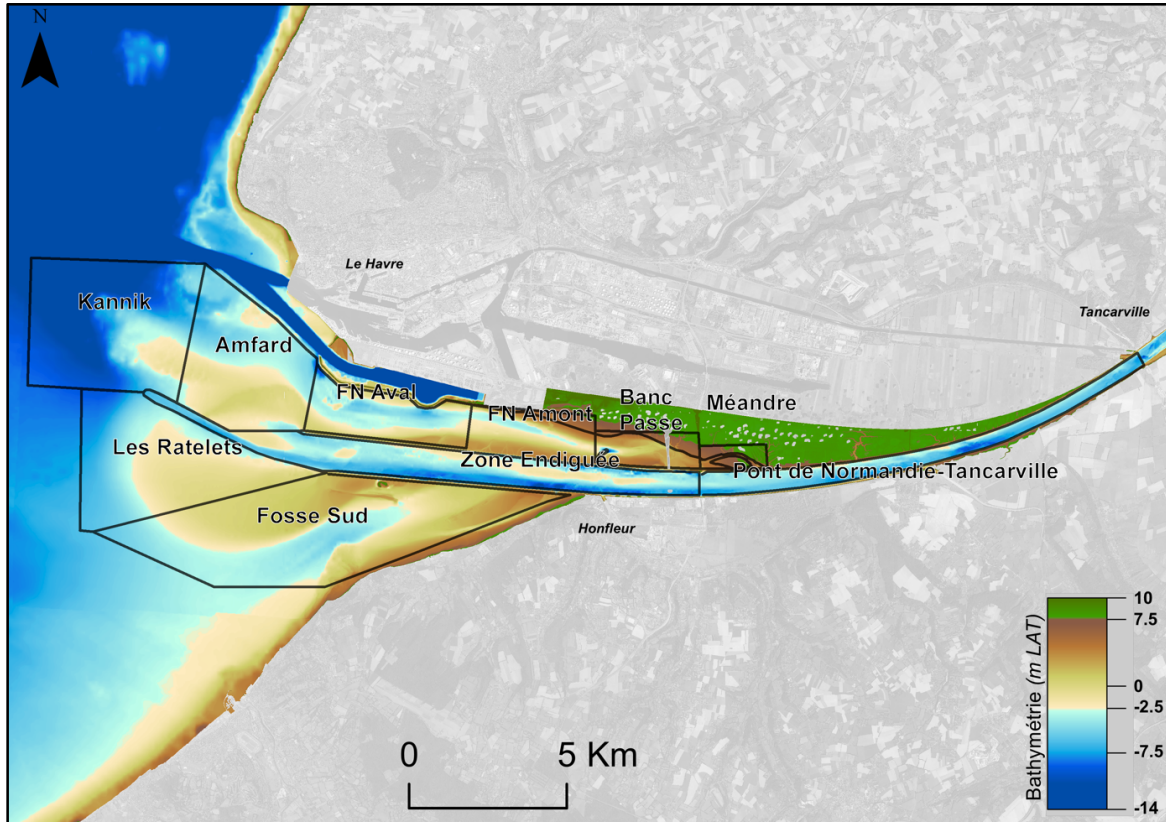 N
Le Havre
Tancarville
Kannik
Amfard
FN Aval
FN Amont
Banc
Passe
Méandre
Les Ratelets
Zone Endiguée
Pont de Normandie-Tancarville
Fosse Sud
Honfleur
Bathymétrie (m LAT)
10
7.5
0
-2.5
-7.5
-14
0
5 Km